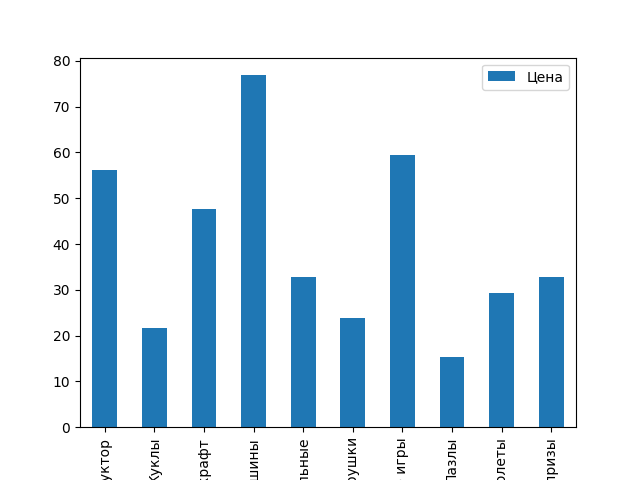 80
70
60
50
40
30
20
10
0
Цена
уктор
Куклы
крафт
шины
льные
рушки
игры
Пазлы
олеты
призы